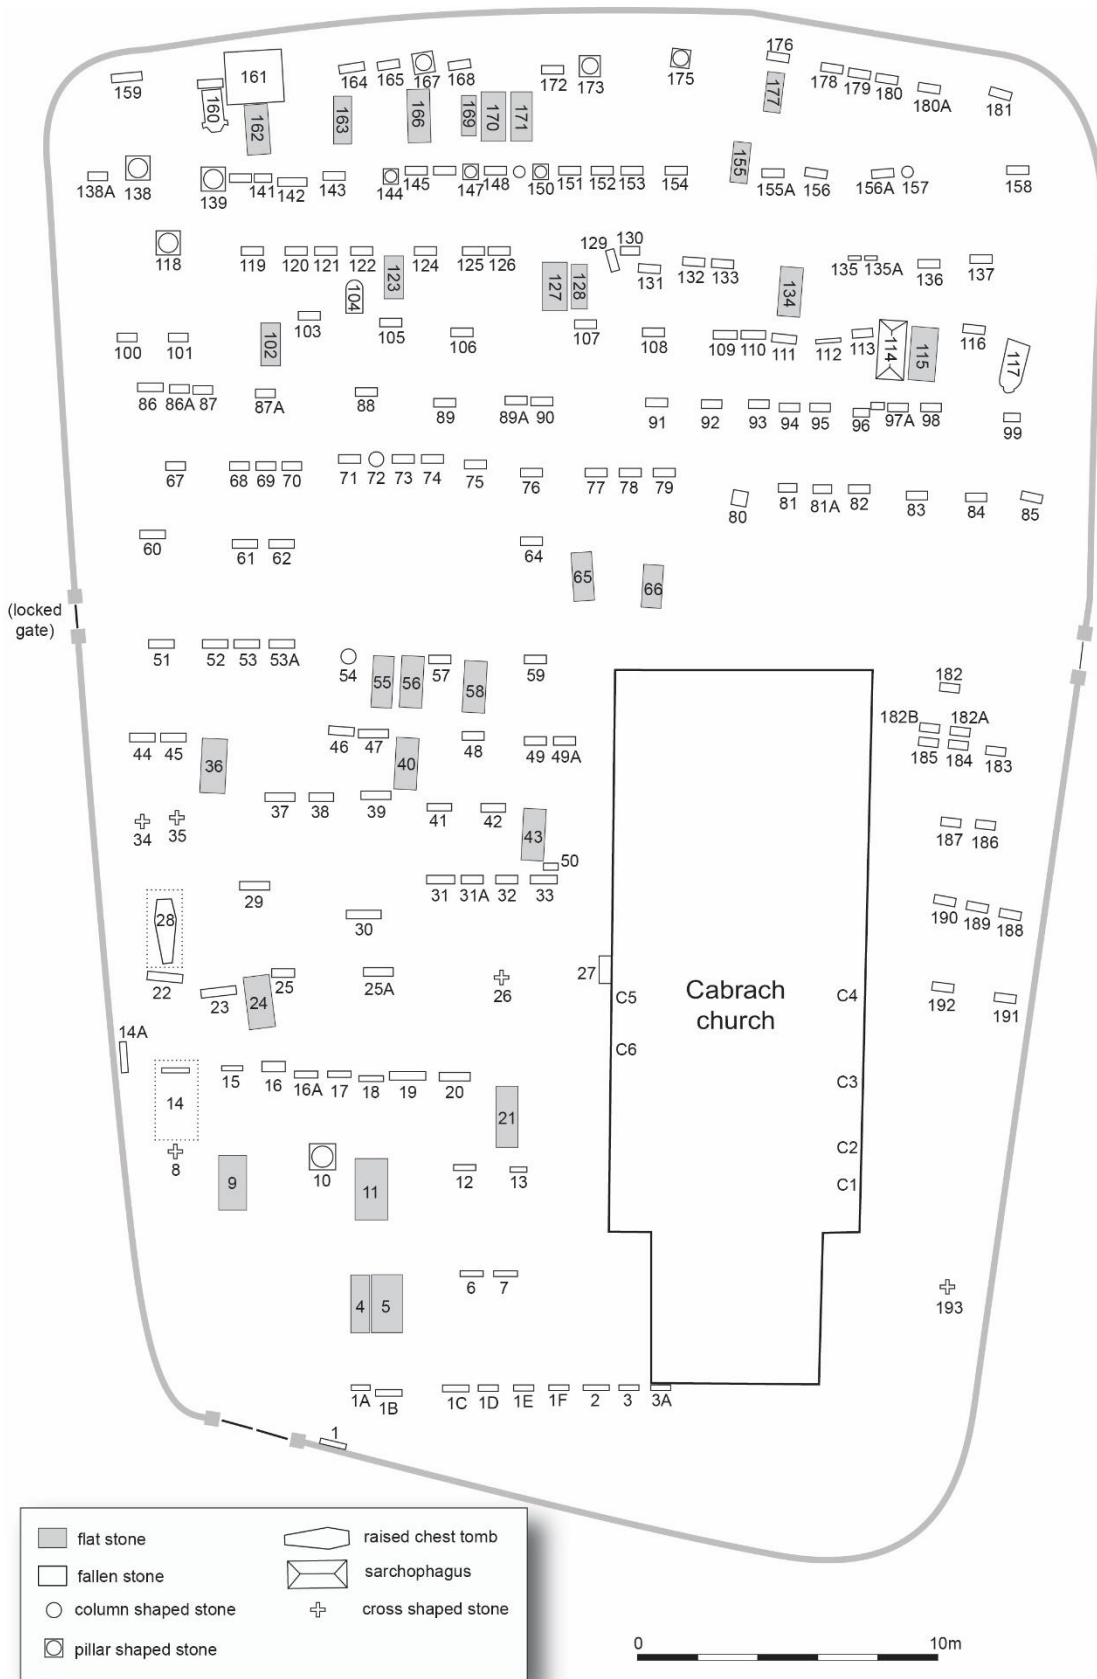 176
164 165 167 168 172 173 175 178 179 180 180A 181
159 160 161 162 163 166 169 170 171 177
138A 138 139 141 142 143 144 145 147 148 150 151 152 153 154 155 155A 156 156A 157 158
118 119 120 121 122 123 124 125 126 127 128 129 130 131 132 133 134 135 135A 136 137
104
100 101 102 103 105 106 107 108 109 110 111 112 113 114 115 116 117
86 86A 87 87A 88 89 89A 90 91 92 93 94 95 96 97A 98 99
67 68 69 70 71 72 73 74 75 76 77 78 79 80 81 81A 82 83 84 85
60 61 62 64 65 66
(locked
gate)
51 52 53 53A 54 55 56 57 58 59
182
182B 182A
44 45 36 46 47 40 48 49 49A 185 184 183
37 38 39 41 42 43
34 35 187 186
50
29 31 31A 32 33
28 30 190 189 188
22 23 24 25 25A 26 27 C5 Cabrach C4 192 191
church
14A C6
14 15 16 16A 17 18 19 20 21 C3
8 C2
9 10 11 12 13 C1
6 7
4 5 193
1A 1B 1C 1D 1E 1F 2 3 3A
1
flat stone
fallen stone
column shaped stone
pillar shaped stone
raised chest tomb
sarchophagus
cross shaped stone
0 10m